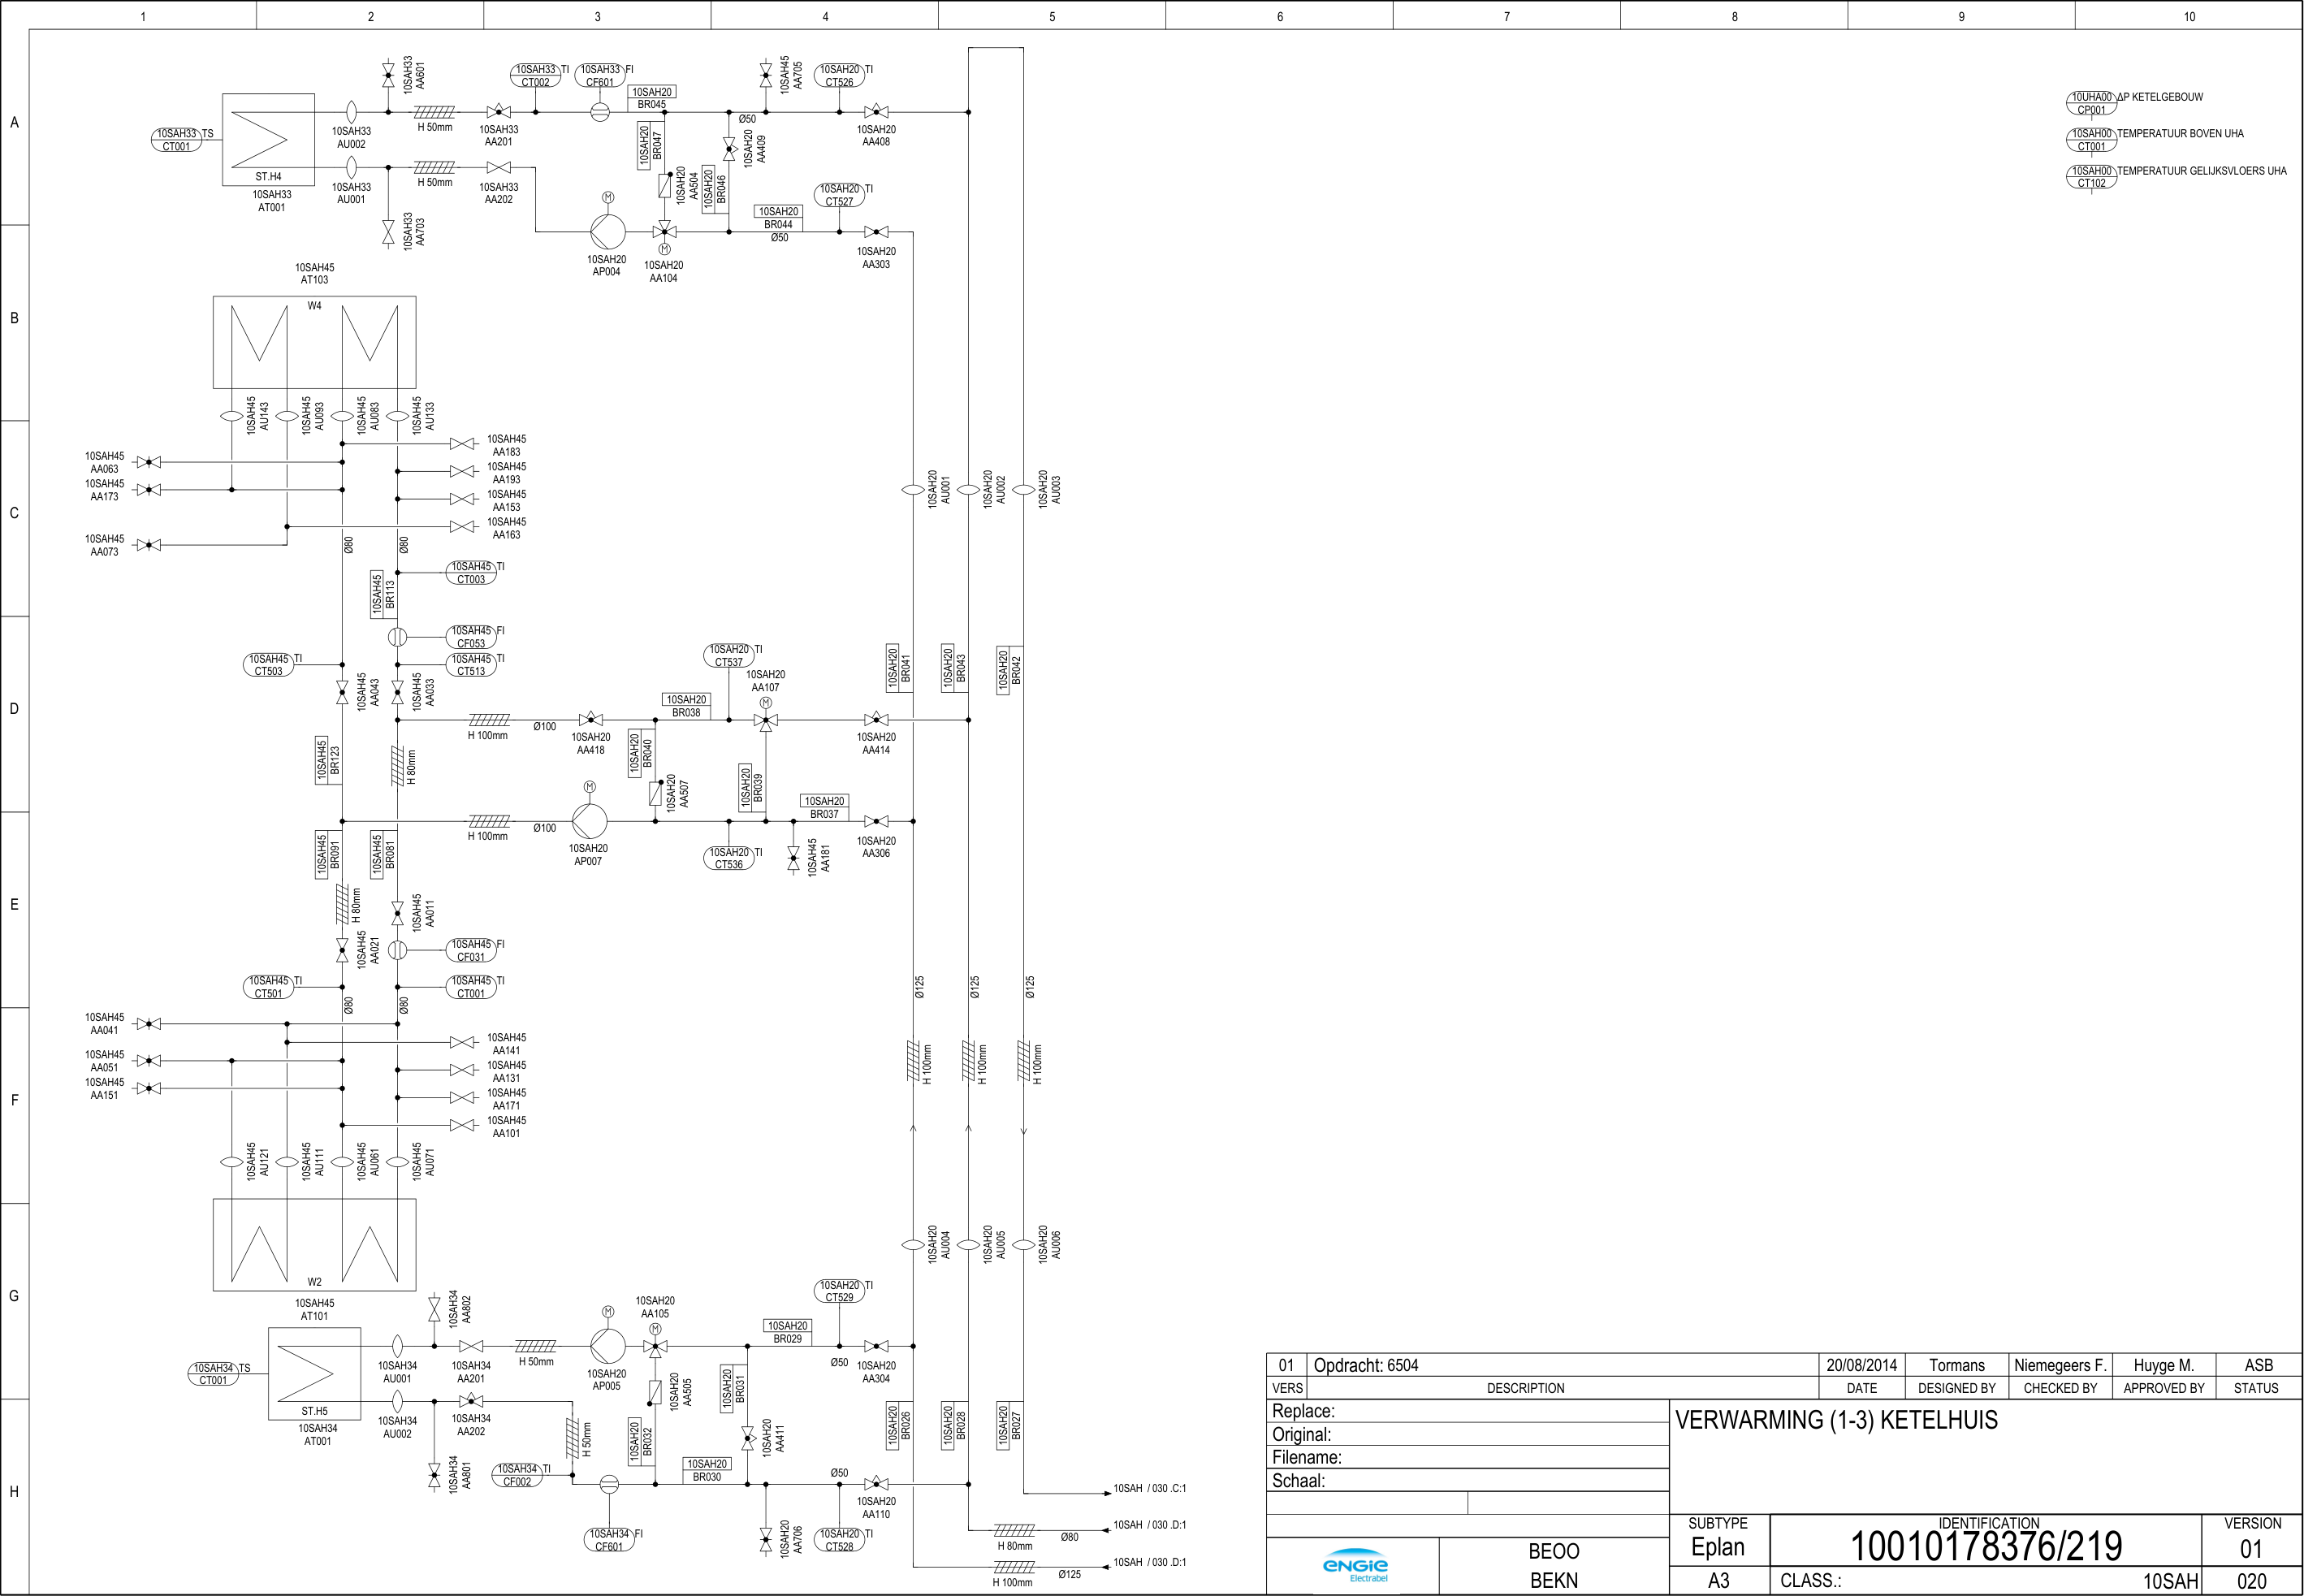 1 2 3 4 5 6 7 8 9 10
A
B
C
D
E
F
G
H
10SAH33
AA601
10SAH33 TI
CT002
10SAH33 FI
CF601
10SAH20
BR045
10SAH45
AA705
10SAH20 TI
CT526
10UHA00 ΔP KETELGEBOUW
CP001
10SAH00 TEMPERATUUR BOVEN UHA
CT001
10SAH00 TEMPERATUUR GELIJKSVLOERS UHA
CT102
10SAH33 TS
CT001
10SAH33
AU002
H 50mm
10SAH33
AA201
10SAH20
BR047
Ø50
10SAH20
AA409
10SAH20
AA408
ST.H4
10SAH33
AT001
10SAH33
AU001
H 50mm
10SAH33
AA202
10SAH20
AA504
10SAH20
BR046
10SAH20 TI
CT527
10SAH33
AA703
M
10SAH20
AP004
M
10SAH20
AA104
10SAH20
BR044
Ø50
10SAH20
AA303
10SAH45
AT103
W4
10SAH45
AU143
10SAH45
AU093
10SAH45
AU083
10SAH45
AU133
10SAH45
AA183
10SAH45
AA063
10SAH45
AA193
10SAH45
AA173
10SAH45
AA153
10SAH45
AA163
10SAH45
AA073
Ø80
Ø80
10SAH20
AU001
10SAH20
AU002
10SAH20
AU003
10SAH45 TI
CT003
10SAH45
BR113
10SAH45 FI
CF053
10SAH45 TI
CT503
10SAH45 TI
CT513
10SAH45
AA043
10SAH45
AA033
10SAH20 TI
CT537
10SAH20
AA107
M
10SAH20
BR041
10SAH20
BR043
10SAH20
BR042
10SAH20
BR038
H 100mm
Ø100
10SAH20
AA418
10SAH20
AA414
10SAH45
BR123
H 80mm
10SAH20
BR040
10SAH20
AA507
10SAH20
BR039
10SAH20
BR037
M
10SAH20
AP007
H 100mm
Ø100
10SAH20 TI
CT536
10SAH45
AA181
10SAH20
AA306
10SAH45
BR091
10SAH45
BR081
H 80mm
10SAH45
AA011
10SAH45
AA021
10SAH45 FI
CF031
10SAH45 TI
CT501
10SAH45 TI
CT001
Ø80
Ø80
Ø125
Ø125
Ø125
10SAH45
AA041
10SAH45
AA141
10SAH45
AA051
10SAH45
AA131
10SAH45
AA151
10SAH45
AA171
10SAH45
AA101
H 100mm
H 100mm
H 100mm
10SAH45
AU121
10SAH45
AU111
10SAH45
AU061
10SAH45
AU071
10SAH20
AU004
10SAH20
AU005
10SAH20
AU006
W2
10SAH45
AT101
10SAH34
AA802
M
10SAH20
AA105
M
10SAH20 TI
CT529
10SAH20
BR029
10SAH34 TS
CT001
10SAH34
AU001
10SAH34
AA201
H 50mm
10SAH20
AP005
10SAH20
AA505
10SAH20
BR031
Ø50
10SAH20
AA304
ST.H5
10SAH34
AT001
10SAH34
AU002
10SAH34
AA202
H 50mm
10SAH20
BR032
10SAH20
AA411
10SAH20
BR026
10SAH20
BR028
10SAH20
BR027
10SAH34
AA801
10SAH34 TI
CF002
10SAH20
BR030
Ø50
10SAH20
AA110
10SAH34 FI
CF601
10SAH20
AA706
10SAH20 TI
CT528
10SAH / 030 .C:1
10SAH / 030 .D:1
H 80mm
Ø80
10SAH / 030 .D:1
H 100mm
Ø125
01 Opdracht: 6504 20/08/2014 Tormans Niemegeers F. Huyge M. ASB
VERS DESCRIPTION DATE DESIGNED BY CHECKED BY APPROVED BY STATUS
Replace:
Original:
Filename:
Schaal:
VERWARMING (1-3) KETELHUIS
ENGIE
Electrabel
BEOO
BEKN
SUBTYPE
Eplan
A3
IDENTIFICATION
10010178376/219
CLASS.: 10SAH
VERSION
01
020